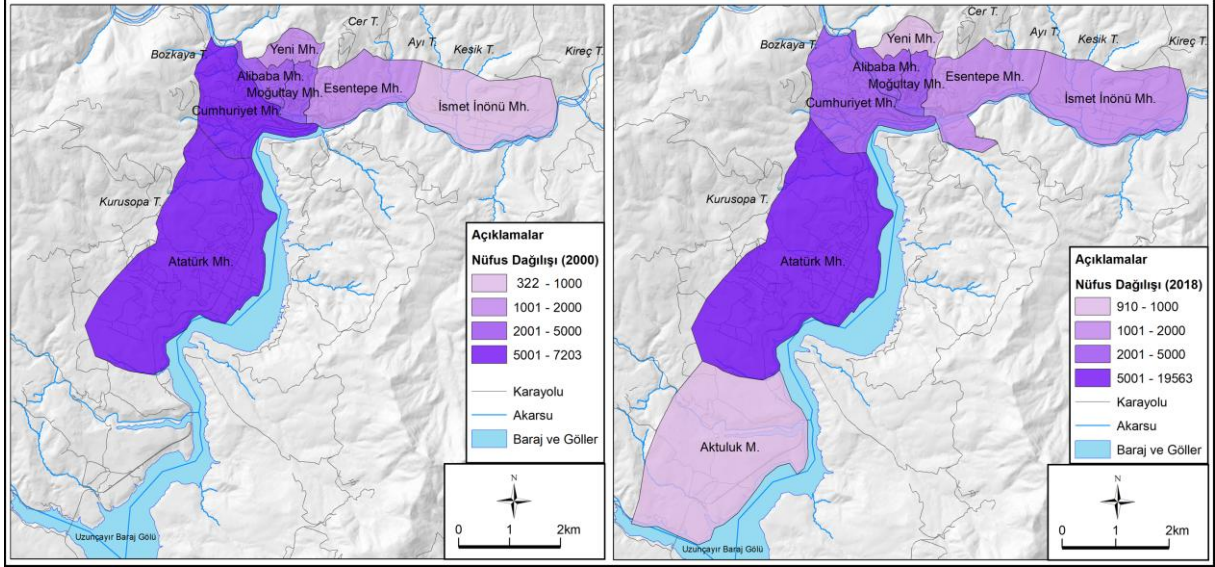 Cer T.
Bozkaya T.
Yeni Mh.
Ayı T.
Kesik T.
Kireç T.
Alibaba Mh.
Moğultay Mh.
Esentepe Mh.
İsmet İnönü Mh.
Cumhuriyet Mh.
Kurusopa T.
Atatürk Mh.
Açıklamalar
Nüfus Dağılışı (2000)
322 - 1000
1001 - 2000
2001 - 5000
5001 - 7203
Karayolu
Akarsu
Baraj ve Göller
N
0 1 2km
Uzunçayır Baraj Gölü
Cer T.
Bozkaya T.
Yeni Mh.
Ayı T.
Kesik T.
Kireç T.
Alibaba Mh.
Moğultay Mh.
Esentepe Mh.
İsmet İnönü Mh.
Cumhuriyet Mh.
Kurusopa T.
Atatürk Mh.
Aktuluk M.
Açıklamalar
Nüfus Dağılışı (2018)
910 - 1000
1001 - 2000
2001 - 5000
5001 - 19563
Karayolu
Akarsu
Baraj ve Göller
N
0 1 2km
Uzunçayır Baraj Gölü